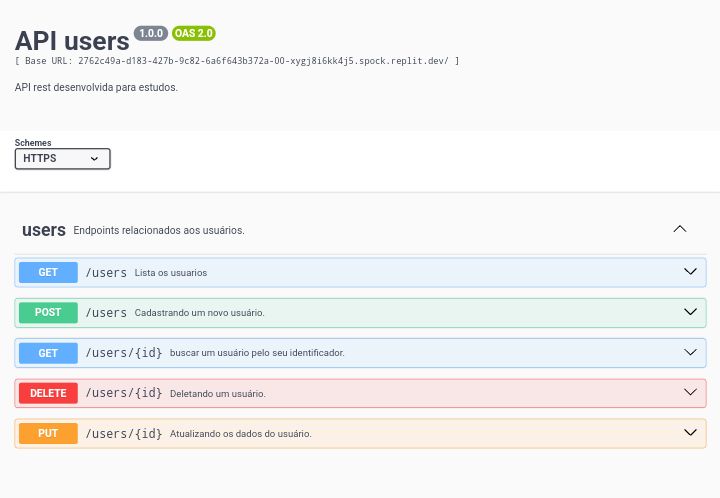 API users 1.0.0 OAS 2.0
[ Base URL: 2762c49a-d183-427b-9c82-6a6f643b372a-00-xygj8i6kk4j5.spock.replit.dev/ ]
API rest desenvolvida para estudos.
Schemes
HTTPS
users Endpoints relacionados aos usuários.
GET /users Lista os usuarios
POST /users Cadastrando um novo usuário.
GET /users/{id} buscar um usuário pelo seu identificador.
DELETE /users/{id} Deletando um usuário.
PUT /users/{id} Atualizando os dados do usuário.